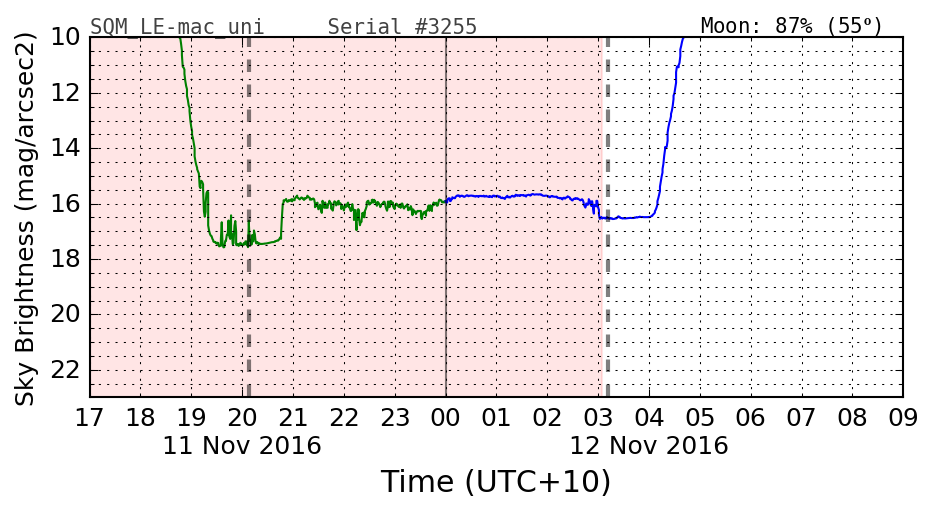 SQM_LE-mac_uni Serial #3255 Moon: 87% (55°)
Sky Brightness (mag/arcsec2)
10
12
14
16
18
20
22
17 18 19 20 21 22 23 00 01 02 03 04 05 06 07 08 09
11 Nov 2016 12 Nov 2016
Time (UTC+10)